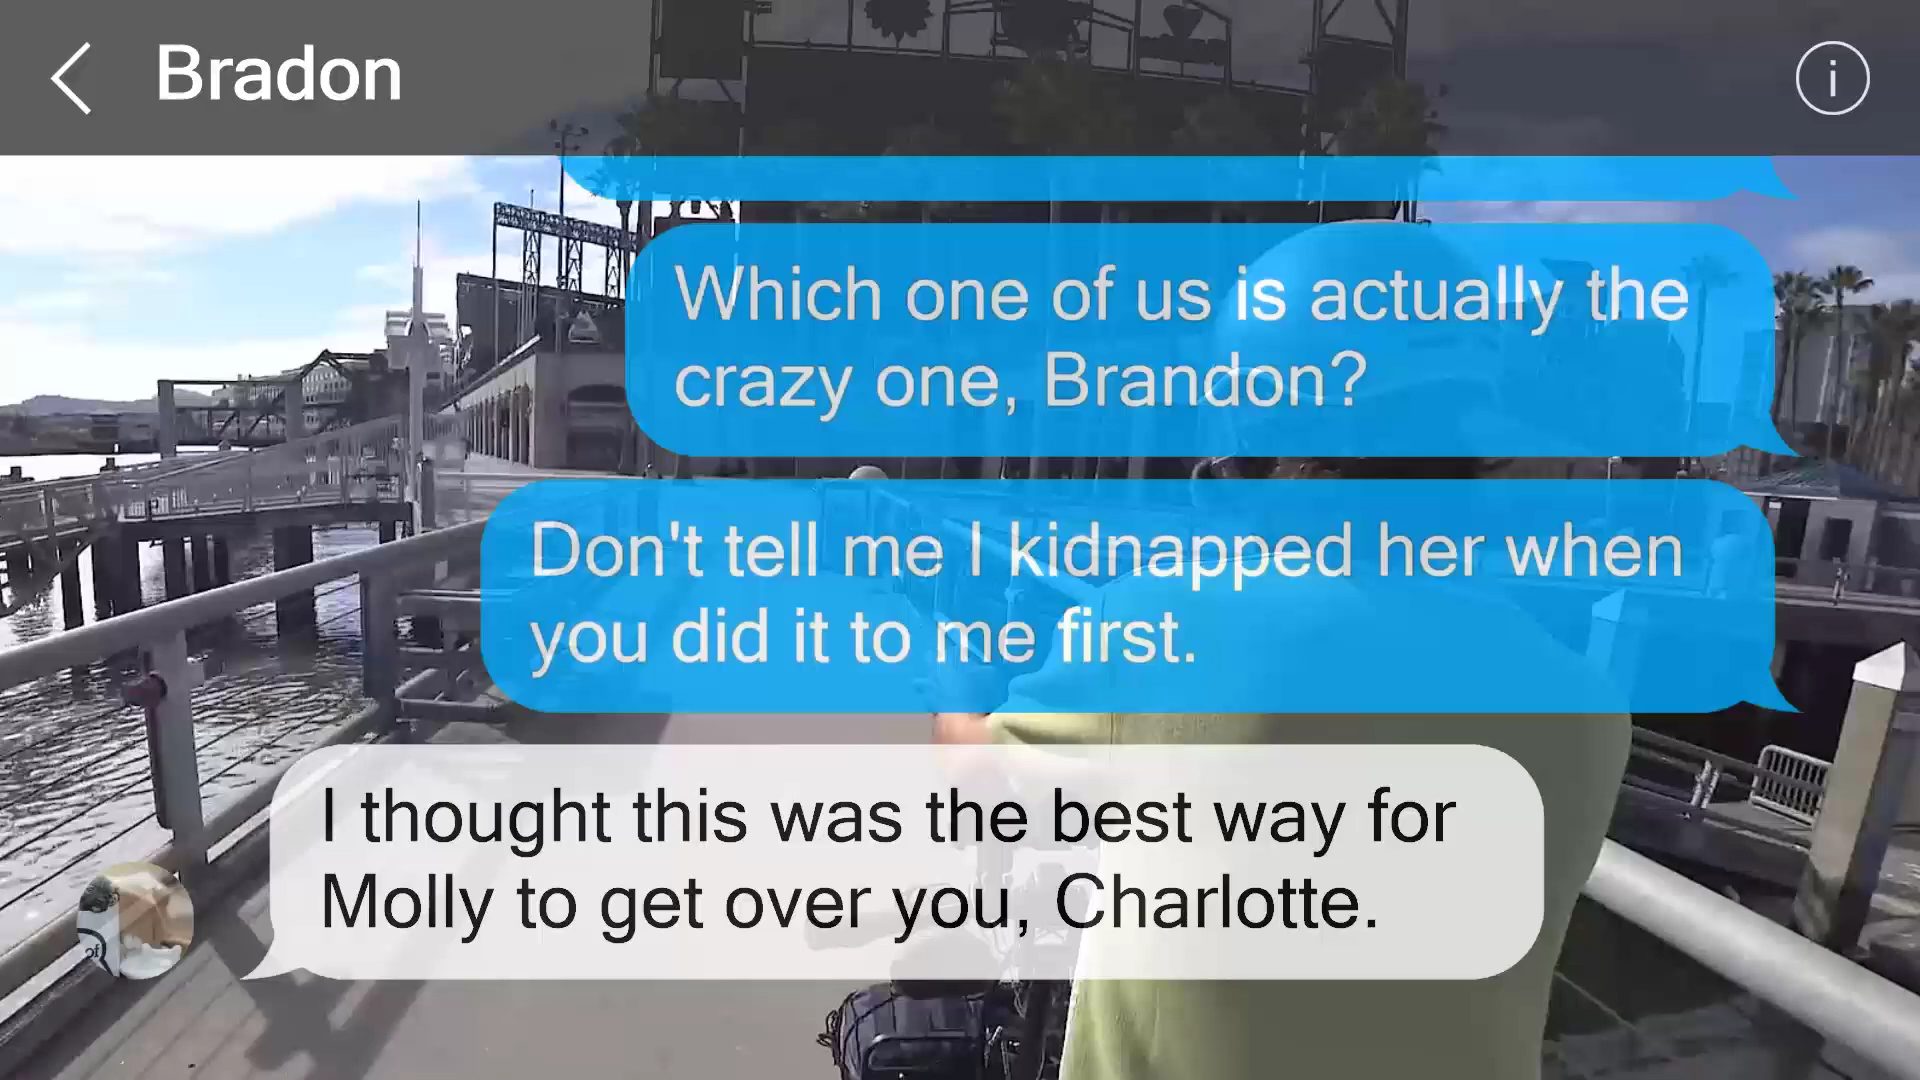 Bradon
Which one of us is actually the
crazy one, Brandon?
Don't tell me I kidnapped her when
you did it to me first.
I thought this was the best way for
Molly to get over you, Charlotte.
of